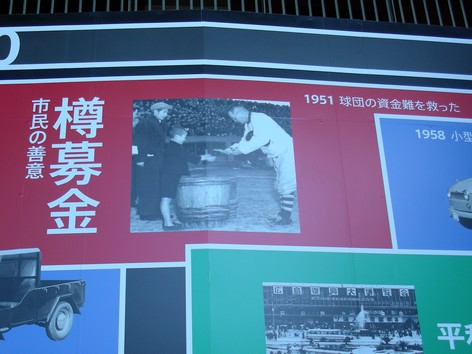 樽募金
市民の善意
1951 球団の資金難を救った
1958 小型
平和